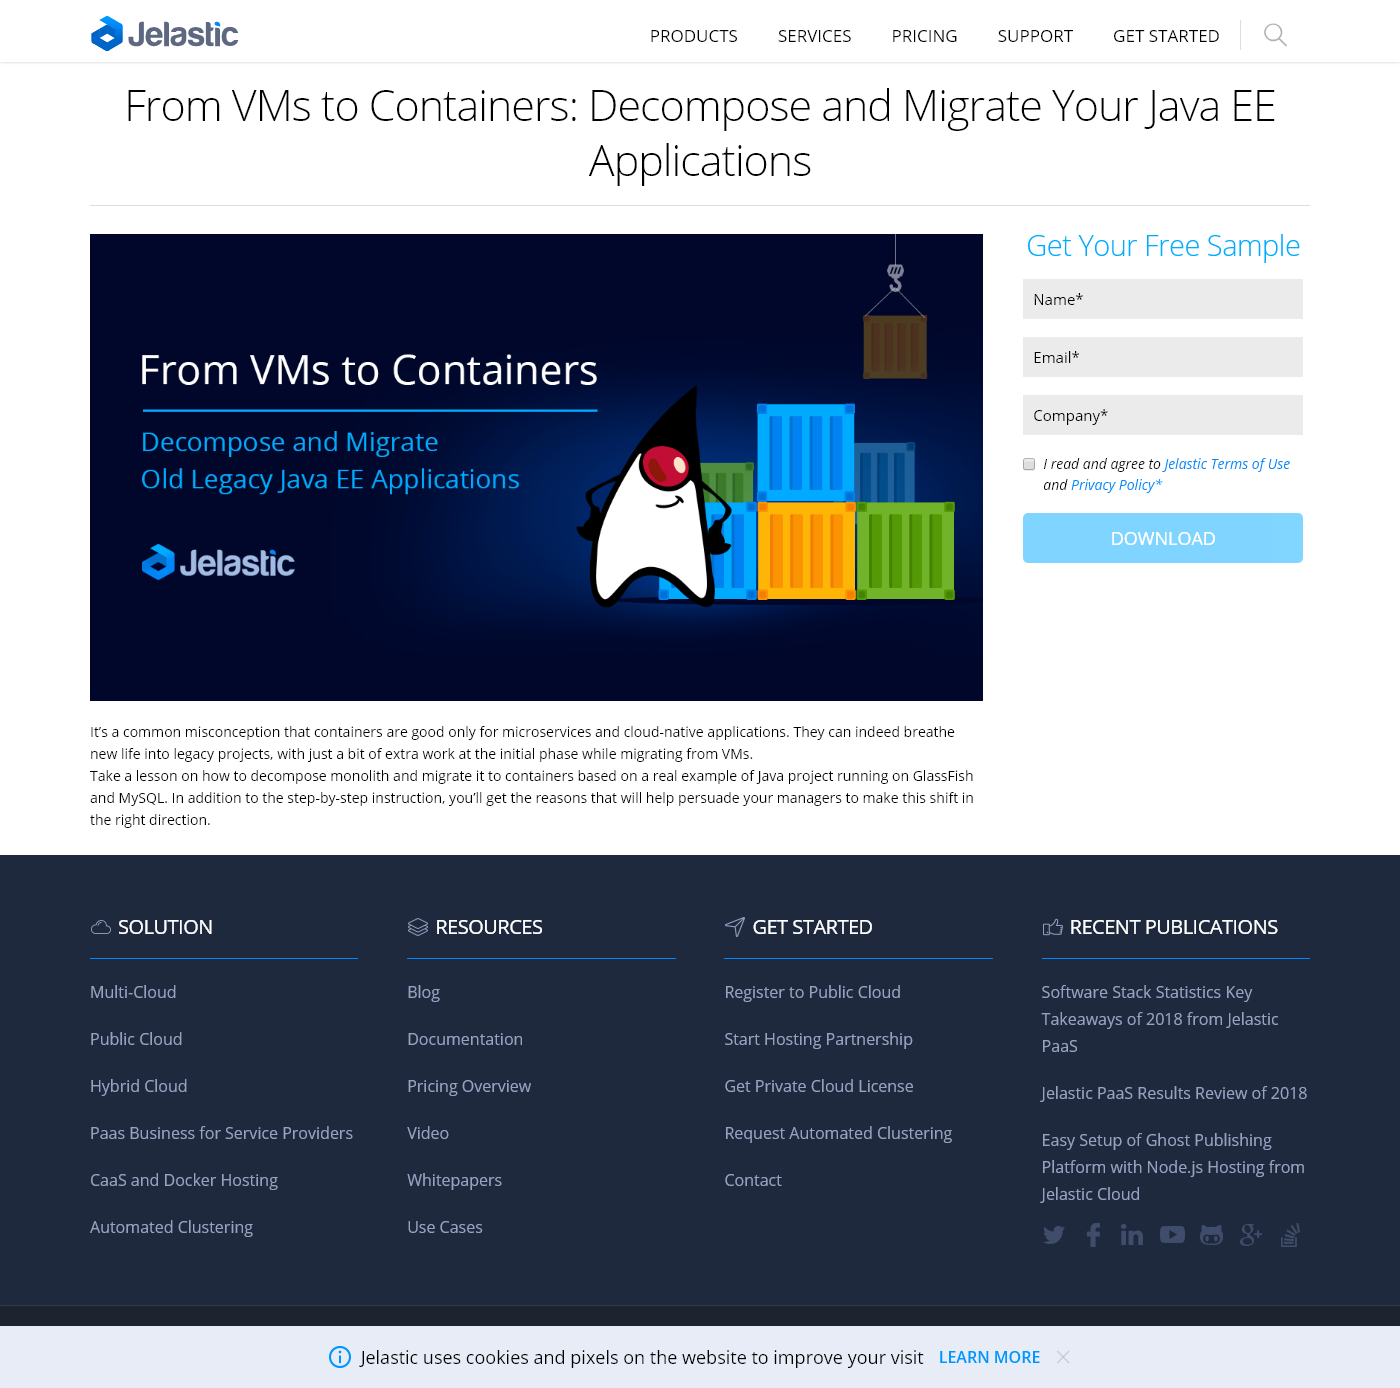 Jelastic
PRODUCTS
SERVICES
PRICING
SUPPORT
GET STARTED
From VMs to Containers: Decompose and Migrate Your Java EE
Applications
From VMs to Containers
Decompose and Migrate
Old Legacy Java EE Applications
Jelastic
Get Your Free Sample
Name*
Email*
Company*
I read and agree to Jelastic Terms of Use
and Privacy Policy*
DOWNLOAD
It's a common misconception that containers are good only for microservices and cloud-native applications. They can indeed breathe
new life into legacy projects, with just a bit of extra work at the initial phase while migrating from VMs.
Take a lesson on how to decompose monolith and migrate it to containers based on a real example of Java project running on GlassFish
and MySQL. In addition to the step-by-step instruction, you'll get the reasons that will help persuade your managers to make this shift in
the right direction.
SOLUTION
Multi-Cloud
Public Cloud
Hybrid Cloud
Paas Business for Service Providers
CaaS and Docker Hosting
Automated Clustering
RESOURCES
Blog
Documentation
Pricing Overview
Video
Whitepapers
Use Cases
GET STARTED
Register to Public Cloud
Start Hosting Partnership
Get Private Cloud License
Request Automated Clustering
Contact
RECENT PUBLICATIONS
Software Stack Statistics Key
Takeaways of 2018 from Jelastic
PaaS
Jelastic PaaS Results Review of 2018
Easy Setup of Ghost Publishing
Platform with Node.js Hosting from
Jelastic Cloud
Jelastic uses cookies and pixels on the website to improve your visit LEARN MORE